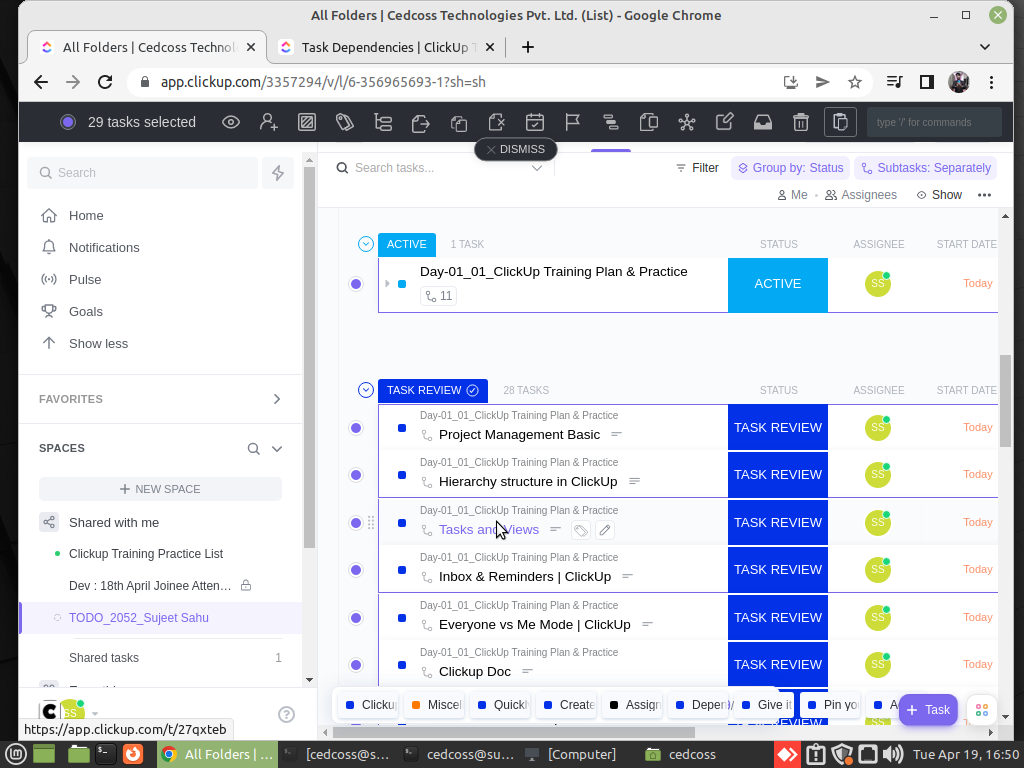 All Folders | Cedcoss Technologies Pvt. Ltd. (List) - Google Chrome
All Folders | Cedcoss Technol
Task Dependencies | ClickUp
app.clickup.com/3357294/v/l/6-356965693-1?sh=sh
29 tasks selected
type '/' for commands
DISMISS
Search
Search tasks...
Filter
Group by: Status
Subtasks: Separately
Me
Assignees
Show
Home
Notifications
Pulse
Goals
Show less
FAVORITES
SPACES
NEW SPACE
Shared with me
Clickup Training Practice List
Dev : 18th April Joinee Atten...
TODO_2052_Sujeet Sahu
Shared tasks 1
SS
https://app.clickup.com/t/27qxteb
ACTIVE 1 TASK STATUS ASSIGNEE START DATE
Day-01_01_ClickUp Training Plan & Practice
11
ACTIVE SS Today
TASK REVIEW 28 TASKS STATUS ASSIGNEE START DATE
Day-01_01_ClickUp Training Plan & Practice
Project Management Basic TASK REVIEW SS Today
Day-01_01_ClickUp Training Plan & Practice
Hierarchy structure in ClickUp TASK REVIEW SS Today
Day-01_01_ClickUp Training Plan & Practice
Tasks and Views TASK REVIEW SS Today
Day-01_01_ClickUp Training Plan & Practice
Inbox & Reminders | ClickUp TASK REVIEW SS Today
Day-01_01_ClickUp Training Plan & Practice
Everyone vs Me Mode | ClickUp TASK REVIEW SS Today
Day-01_01_ClickUp Training Plan & Practice
Clickup Doc TASK REVIEW SS Today
Clicku Miscel Quick Create Assign Depen Give it Pin yo
Task
All Folders | ...
[cedcoss@s...
cedcoss@su...
[Computer]
cedcoss
Tue Apr 19, 16:50